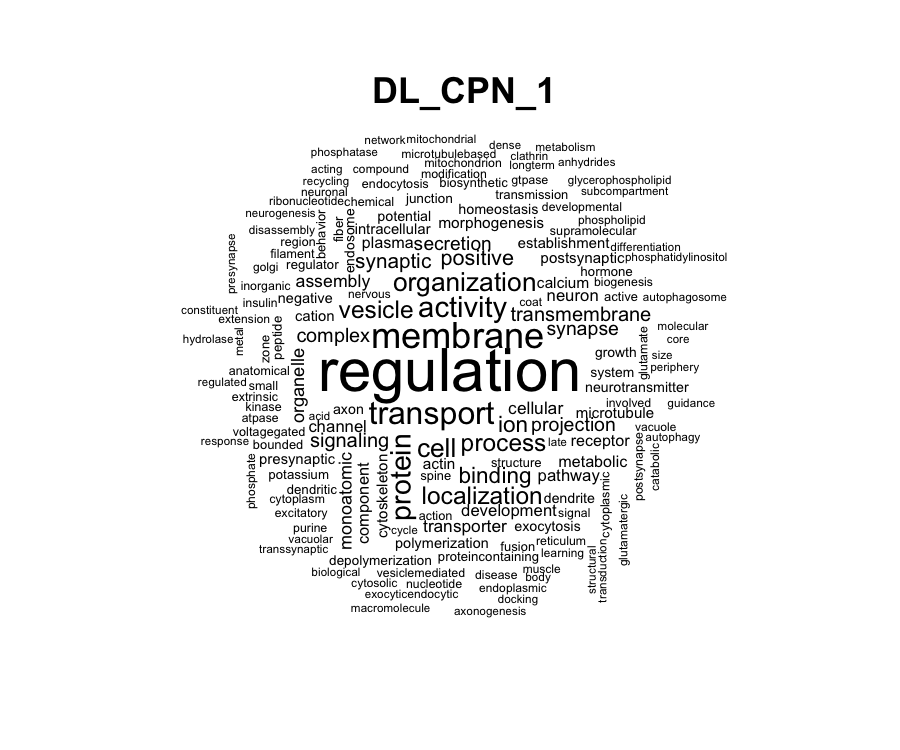 DL_CPN_1
network mitochondrial
dense metabolism
phosphatase microtubulebased clathrin
mitochondrion longterm anhydrides
acting compound modification
recycling endocytosis biosynthetic gtpase glycerophospholipid
neuronal transmission subcompartment
ribonucleotide chemical junction
neurogenesis behavior fiber endosome potential homeostasis developmental
disassembly intracellular morphogenesis phospholipid
supramolecular
region plasma secretion establishment differentiation
presynapse filament synaptic positive postsynaptic phosphatidylinositol
golgi regulator hormone
inorganic assembly organization calcium biogenesis
insulin negative nervous coat neuron active autophagosome
constituent vesicle activity transmembrane
extension cation
hydrolase metal zone peptide complex membrane synapse molecular
core
growth glutamate size
anatomical organelle regulation system periphery
regulated small neurotransmitter
extrinsic
kinase acid axon transport cellular involved guidance
atpase microtubule
voltagegated channel ion projection vacuole
response bounded signaling protein cell process late receptor autophagy
presynaptic actin structure metabolic postsynapse catabolic
phosphate potassium monoatomic component cytoskeleton spine binding pathway cytoplasmic
dendritic
cytoplasm localization dendrite
excitatory action development signal glutamatergic
purine cycle transporter exocytosis
vacuolar polymerization reticulum
transsynaptic fusion
depolymerization proteincontaining learning structural transduction
biological vesiclemediated disease muscle
body
cytosolic nucleotide endoplasmic
exocytic endocytic docking
macromolecule axonogenesis